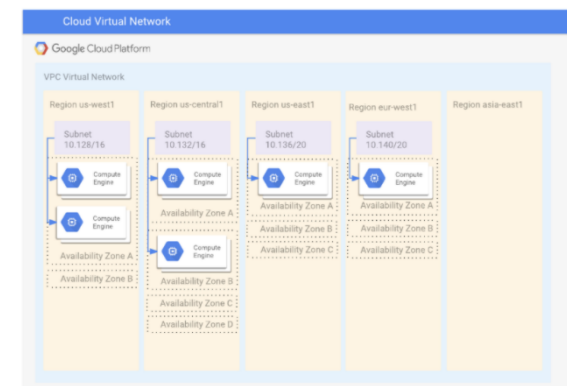 Cloud Virtual Network
Google Cloud Platform
VPC Virtual Network
Region us-west1
Subnet
10.128/16
Compute
Engine
Compute
Engine
Availability Zone A
Availability Zone B
Region us-central1
Subnet
10.132/16
Compute
Engine
Availability Zone A
Compute
Engine
Availability Zone B
Availability Zone C
Availability Zone D
Region us-east1
Subnet
10.136/20
Compute
Engine
Availability Zone A
Availability Zone B
Availability Zone C
Region eur-west1
Subnet
10.140/20
Compute
Engine
Availability Zone A
Availability Zone B
Availability Zone C
Region asia-east1